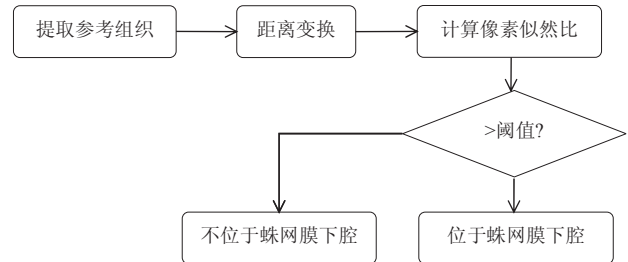 提取参考组织
距离变换
计算像素似然比
>阈值?
不位于蛛网膜下腔
位于蛛网膜下腔